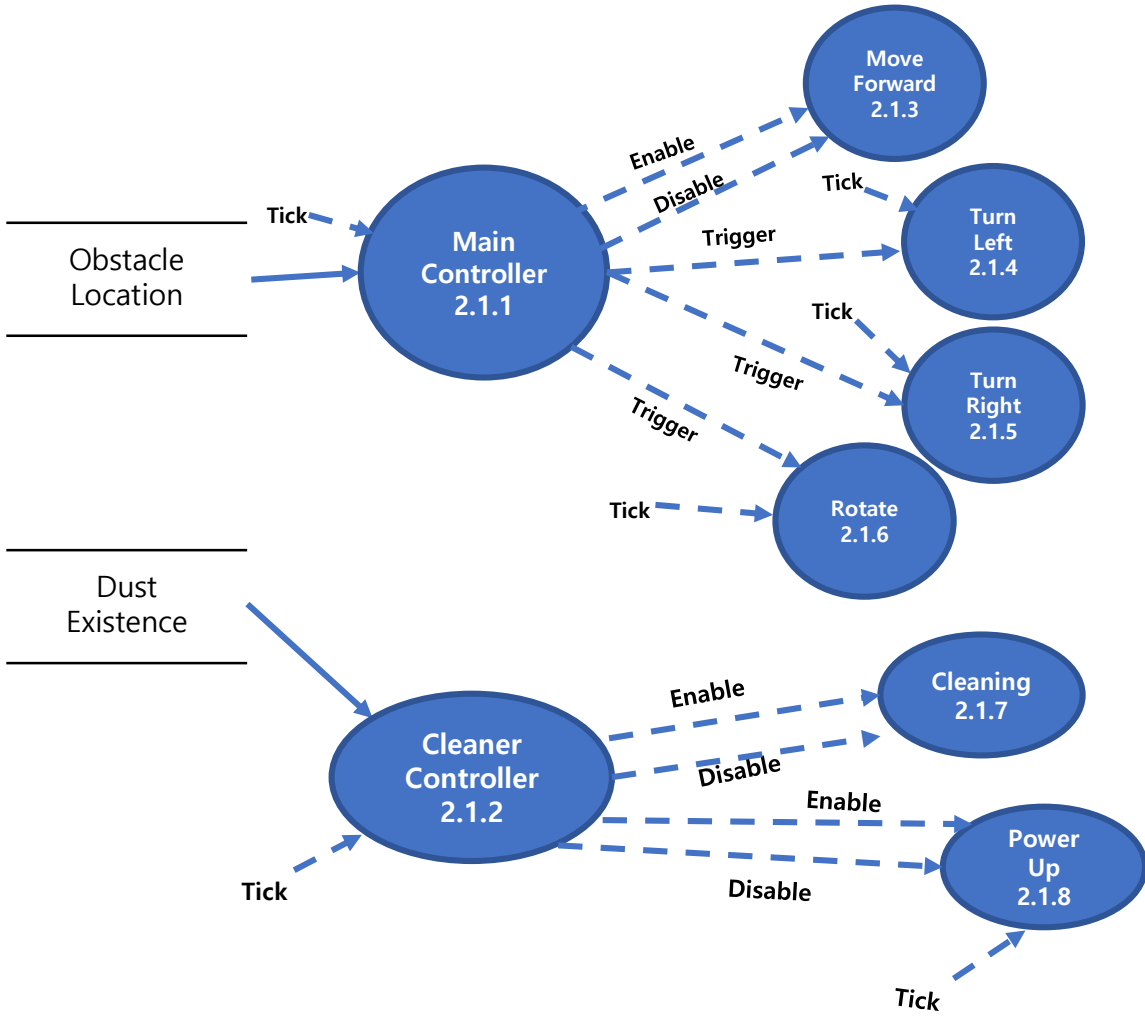 Move
Forward
2.1.3
Enable
Disable
Tick
Tick
Obstacle
Location
Main
Controller
2.1.1
Trigger
Turn
Left
2.1.4
Tick
Trigger
Turn
Right
2.1.5
Trigger
Tick
Rotate
2.1.6
Dust
Existence
Enable
Cleaning
2.1.7
Cleaner
Controller
2.1.2
Disable
Enable
Power
Up
2.1.8
Tick
Disable
Tick